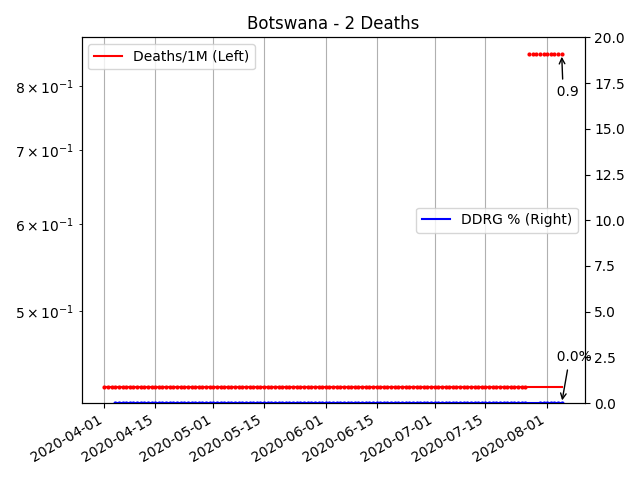 Botswana - 2 Deaths
Deaths/1M (Left)
DDRG % (Right)
0.9
0.0%
8 × 10⁻¹
7 × 10⁻¹
6 × 10⁻¹
5 × 10⁻¹
20.0
17.5
15.0
12.5
10.0
7.5
5.0
2.5
0.0
2020-04-01
2020-04-15
2020-05-01
2020-05-15
2020-06-01
2020-06-15
2020-07-01
2020-07-15
2020-08-01